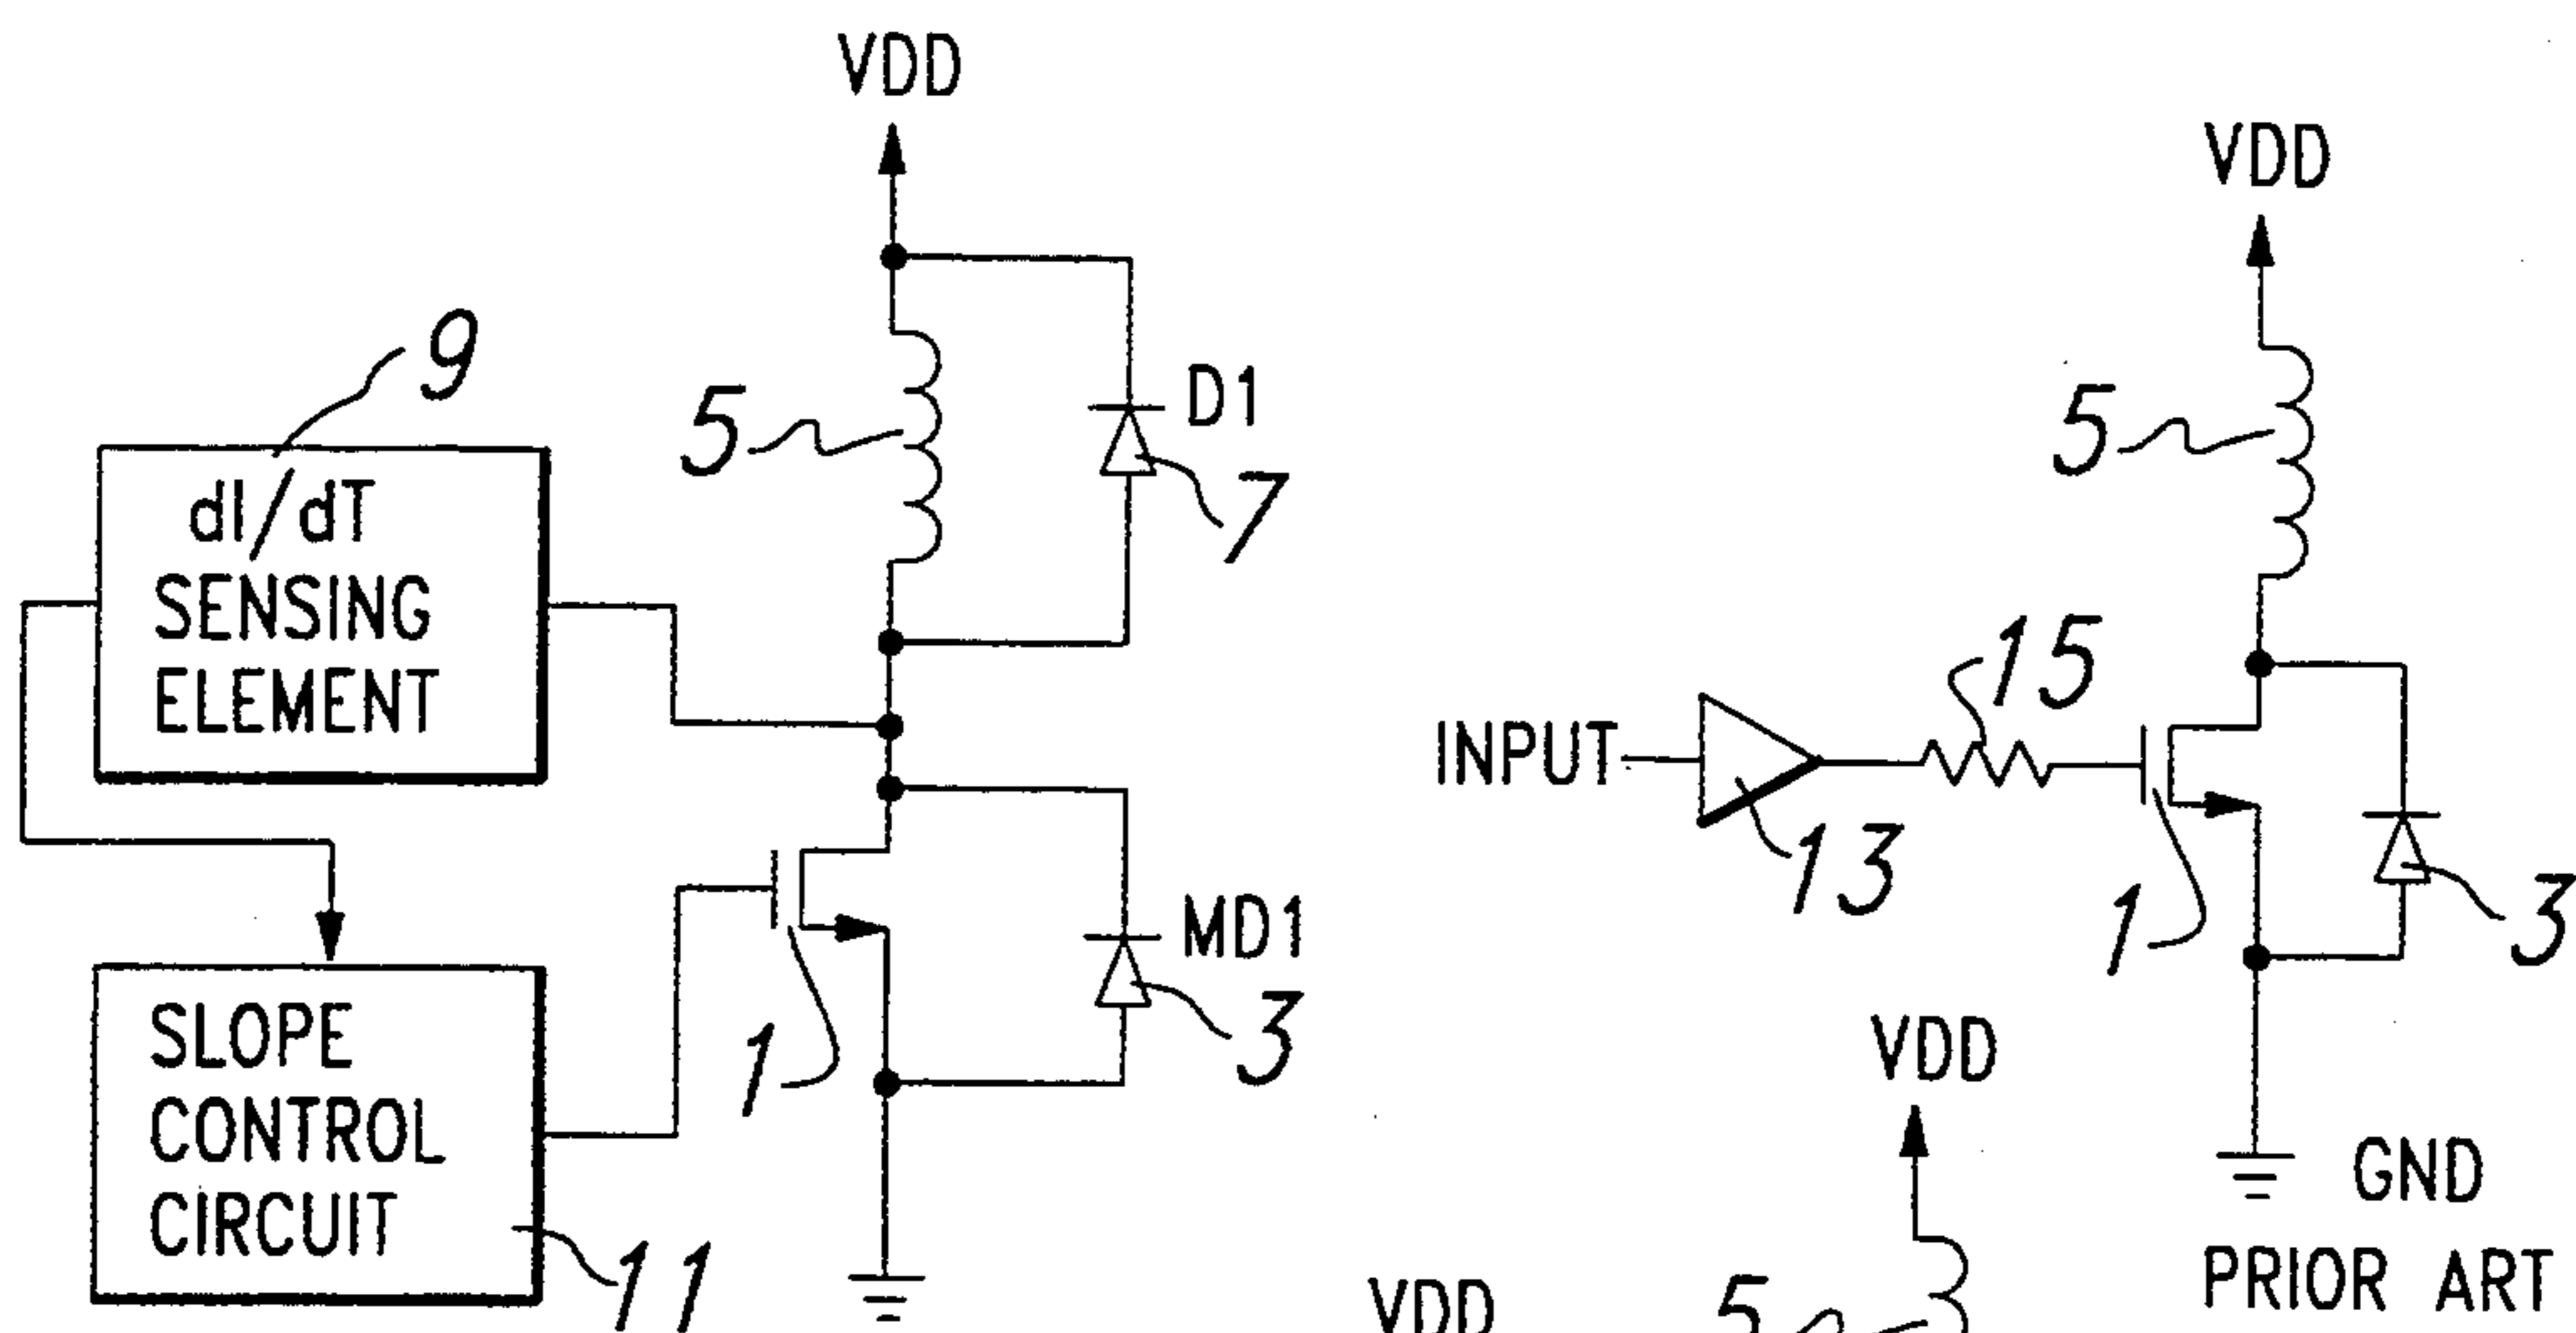 VDD
9
dI/dT
SENSING
ELEMENT
5
D1
7
SLOPE
CONTROL
CIRCUIT
11
1
MD1
3
VDD
5
INPUT
13
15
1
3
GND
PRIOR ART
VDD
5
VDD